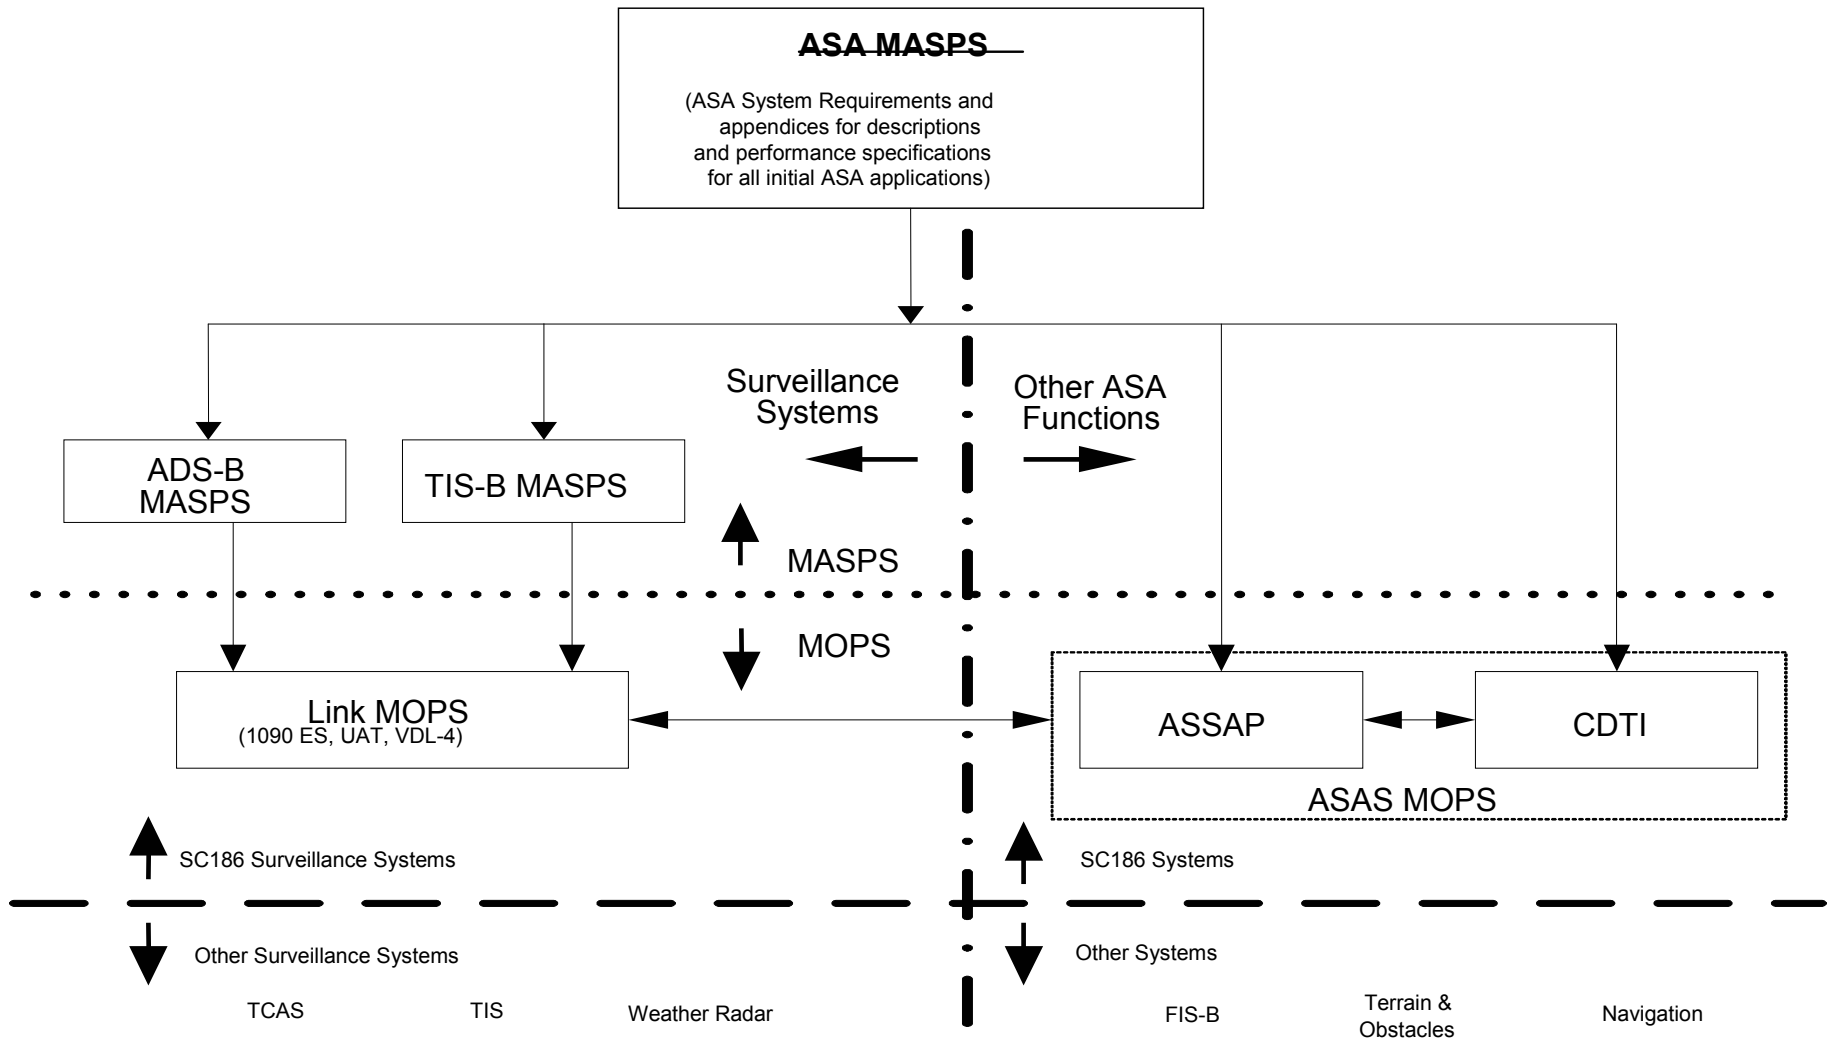 ASA MASPS
(ASA System Requirements and
appendices for descriptions
and performance specifications
for all initial ASA applications)
Surveillance
Systems
Other ASA
Functions
ADS-B
MASPS
TIS-B MASPS
MASPS
MOPS
Link MOPS
(1090 ES, UAT, VDL-4)
ASSAP
CDTI
ASAS MOPS
SC186 Surveillance Systems
SC186 Systems
Other Surveillance Systems
Other Systems
TCAS
TIS
Weather Radar
FIS-B
Terrain &
Obstacles
Navigation